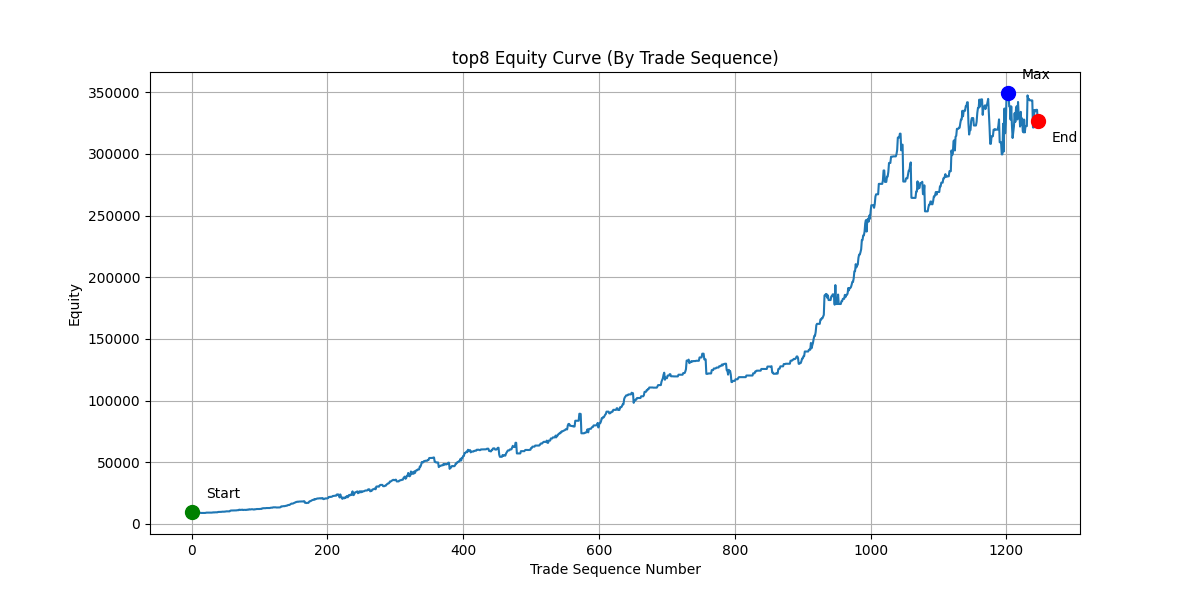 top8 Equity Curve (By Trade Sequence)
Max
350000
End
300000
250000
200000
Equity
150000
100000
50000
Start
0
0 200 400 600 800 1000 1200
Trade Sequence Number